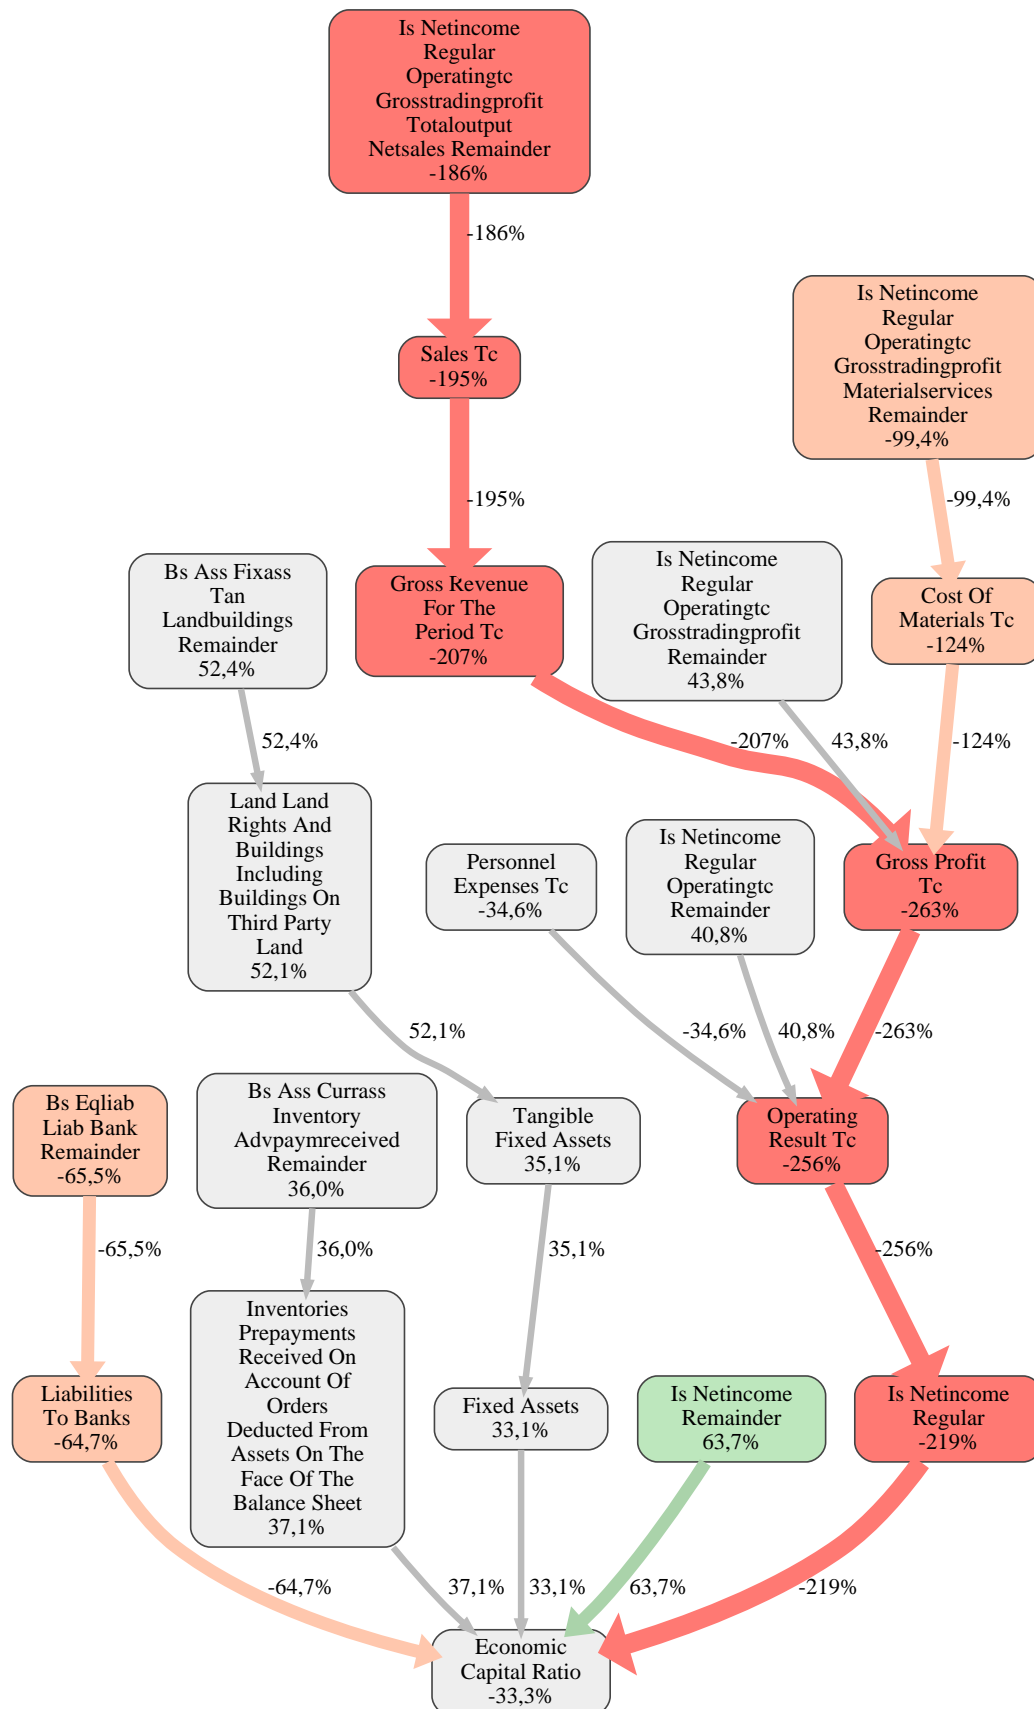 Is Netincome
Regular
Operatingtc
Grosstradingprofit
Totaloutput
Netsales Remainder
-186%
-186%
Is Netincome
Regular
Operatingtc
Grosstradingprofit
Materialservices
Remainder
-99,4%
Sales Tc
-195%
-195%
-99,4%
Bs Ass Fixass
Tan
Landbuildings
Remainder
52,4%
Gross Revenue
For The
Period Tc
-207%
Is Netincome
Regular
Operatingtc
Grosstradingprofit
Remainder
43,8%
Cost Of
Materials Tc
-124%
52,4%
-207%
43,8%
-124%
Land Land
Rights And
Buildings
Including
Buildings On
Third Party
Land
52,1%
Personnel
Expenses Tc
-34,6%
Is Netincome
Regular
Operatingtc
Remainder
40,8%
Gross Profit
Tc
-263%
52,1%
-34,6%
40,8%
-263%
Bs Eqliab
Liab Bank
Remainder
-65,5%
Bs Ass Currass
Inventory
Advpaymreceived
Remainder
36,0%
Tangible
Fixed Assets
35,1%
Operating
Result Tc
-256%
-65,5%
36,0%
35,1%
-256%
Liabilities
To Banks
-64,7%
Inventories
Prepayments
Received On
Account Of
Orders
Deducted From
Assets On The
Face Of The
Balance Sheet
37,1%
Fixed Assets
33,1%
Is Netincome
Remainder
63,7%
Is Netincome
Regular
-219%
-64,7%
37,1%
33,1%
63,7%
-219%
Economic
Capital Ratio
-33,3%